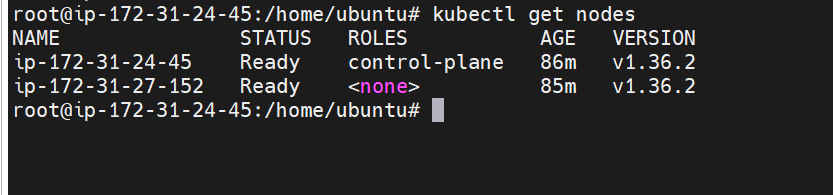 root@ip-172-31-24-45:/home/ubuntu# kubectl get nodes
NAME               STATUS   ROLES           AGE   VERSION
ip-172-31-24-45    Ready    control-plane   86m   v1.36.2
ip-172-31-27-152   Ready    <none>          85m   v1.36.2
root@ip-172-31-24-45:/home/ubuntu#